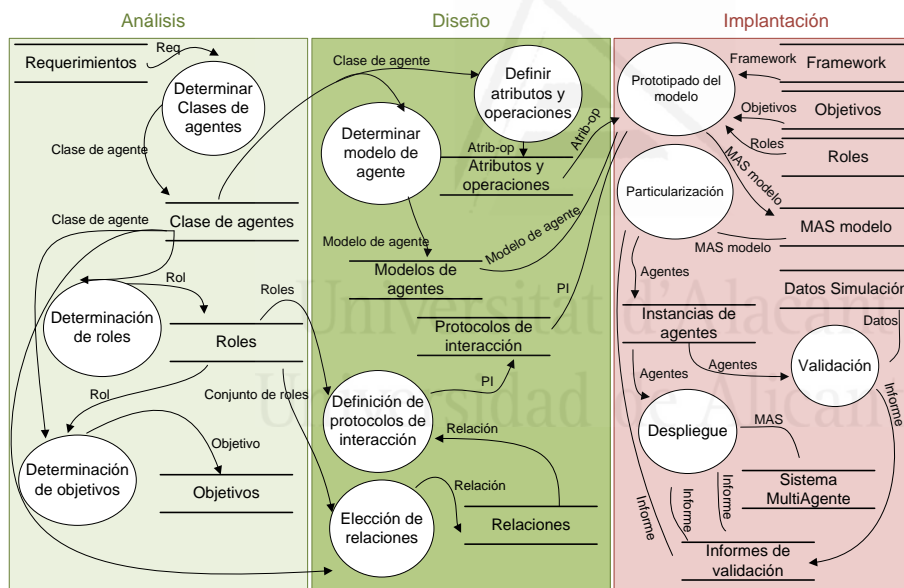 Análisis
Diseño
Implantación
Req
Requerimientos
Determinar
Clases de
agentes
Clase de agente
Clase de agentes
Clase de agente
Rol
Determinación
de roles
Roles
Roles
Rol
Conjunto de roles
Determinación
de objetivos
Objetivo
Objetivos
Clase de agente
Definir
atributos y
operaciones
Determinar
modelo de
agente
Atrib-op
Atributos y
operaciones
Atrib-op
Modelo de agente
Modelo de agente
Modelos de
agentes
PI
Protocolos de
interacción
PI
Definición de
protocolos de
interacción
Relación
Elección de
relaciones
Relación
Relaciones
Prototipado del
modelo
Framework
Framework
Objetivos
Objetivos
Roles
Roles
MAS modelo
Particularización
MAS modelo
MAS modelo
Agentes
Datos Simulación
Instancias de
agentes
Datos
Validación
Agentes
Agentes
Informe
Despliegue
MAS
Sistema
MultiAgente
Informe
Informe
Informe
Informes de
validación
Universitat d'Alacant
Universidad de Alicante